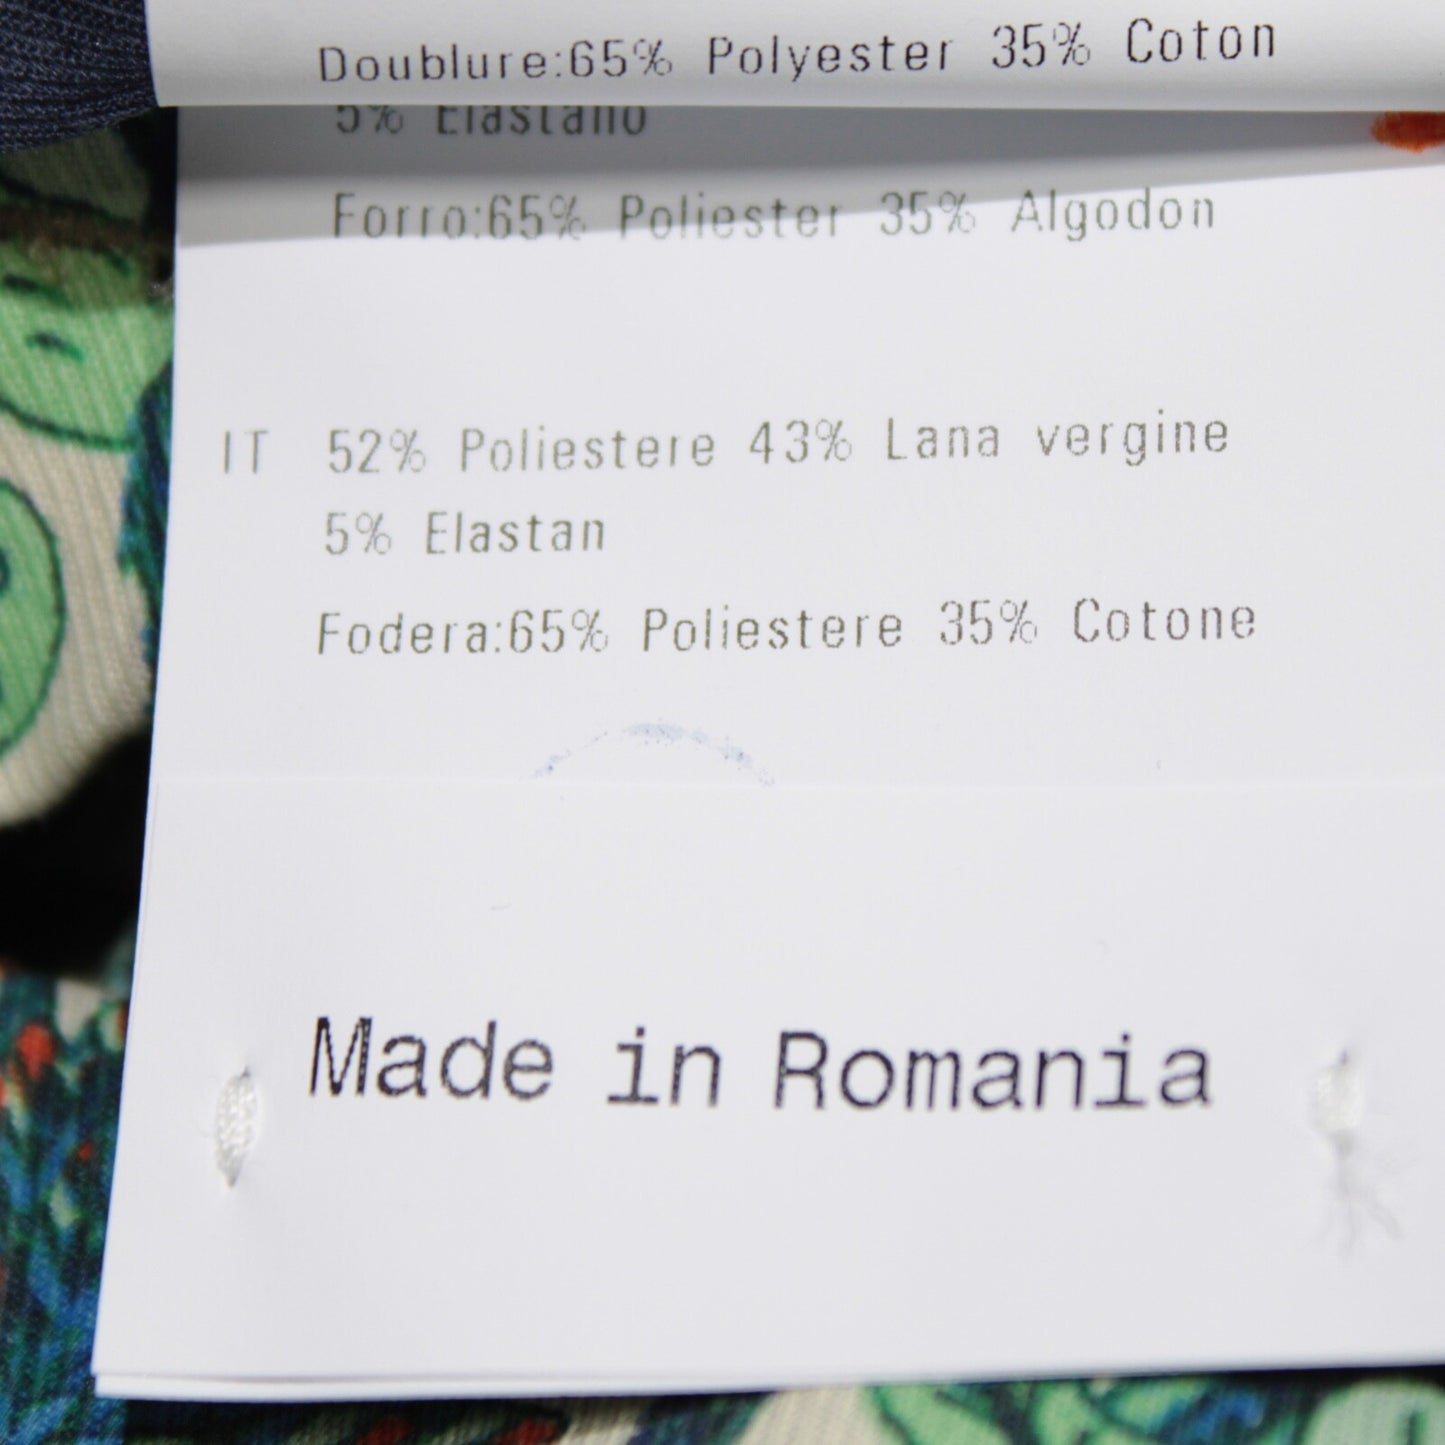 Doublure:65% Polyester 35% Coton
5% Elastano
Forro:65% Poliester 35% Algodon
IT 52% Poliestere 43% Lana vergine
5% Elastan
Fodera:65% Poliestere 35% Cotone
Made in Romania